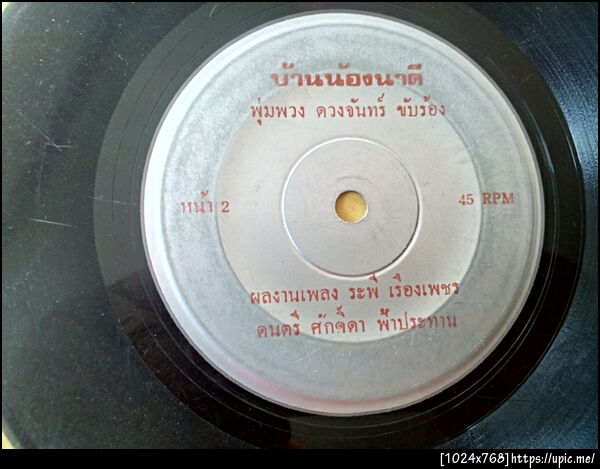 บ้านน้องนาดี
พุ่มพวง ดวงจันทร์ ขับร้อง
หน้า 2
45 RPM
ผลงานเพลง ระพี เรืองเพชร
ดนตรี ศักดิ์ดา ฟ้าประทาน
[1024x768]https://upic.me/